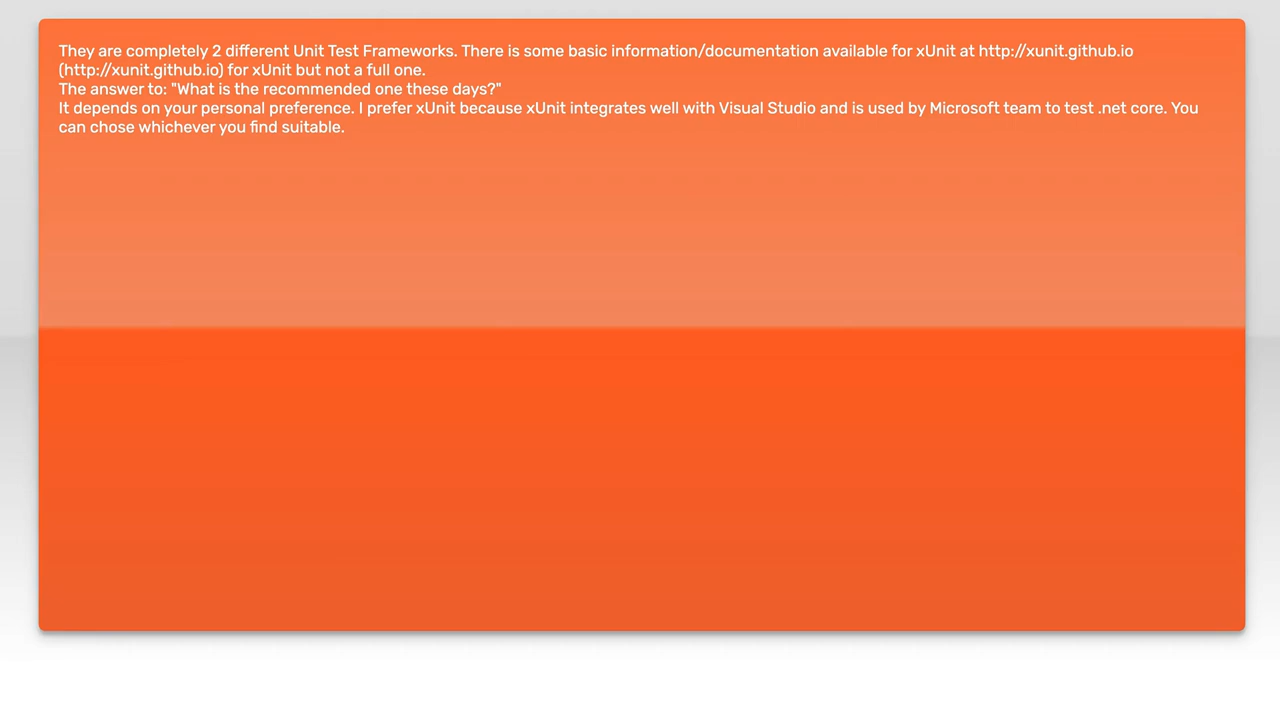 They are completely 2 different Unit Test Frameworks. There is some basic information/documentation available for xUnit at http://xunit.github.io
(http://xunit.github.io) for xUnit but not a full one.
The answer to: "What is the recommended one these days?"
It depends on your personal preference. I prefer xUnit because xUnit integrates well with Visual Studio and is used by Microsoft team to test .net core. You
can chose whichever you find suitable.